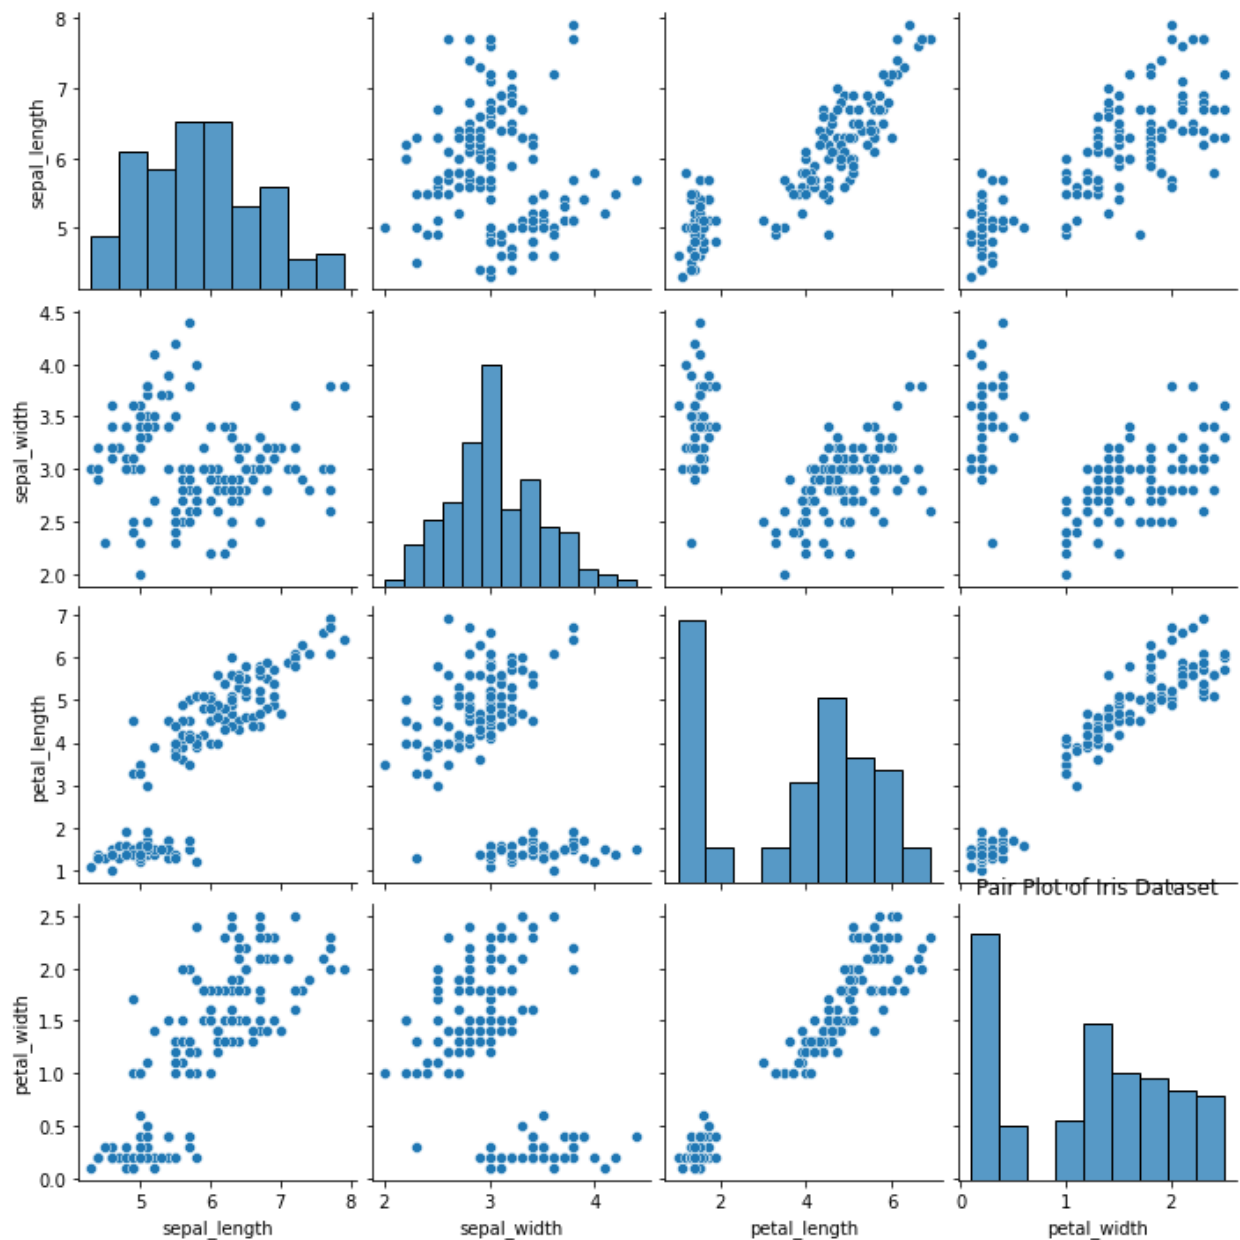 8
7
6
5
sepal_length
4.5
4.0
3.5
3.0
2.5
2.0
sepal_width
7
6
5
4
3
2
1
petal_length
Pair Plot of Iris Dataset
2.5
2.0
1.5
1.0
0.5
0.0
petal_width
5 6 7 8
2 3 4
2 4 6
0 1 2
sepal_length
sepal_width
petal_length
petal_width